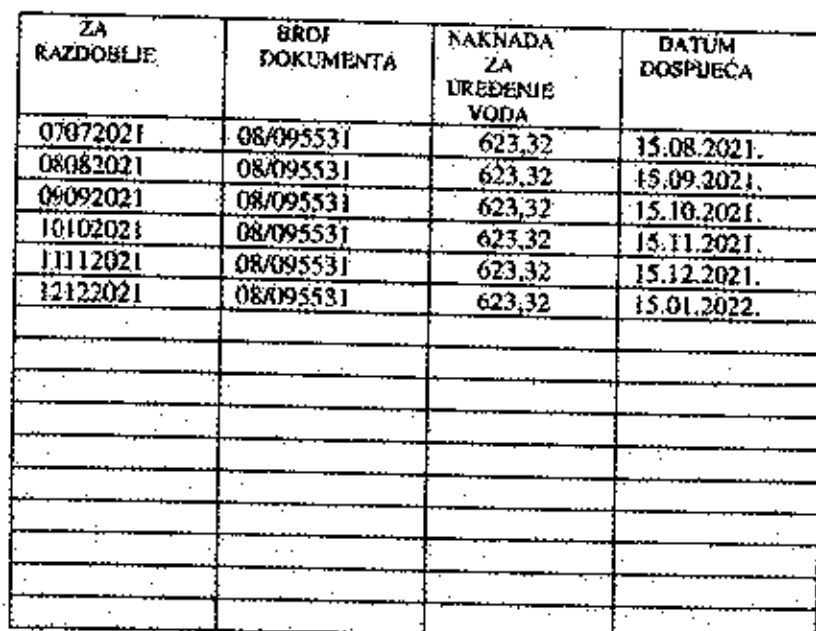 ZA RAZDOBLJE BROJ DOKUMENTA NAKNADA ZA UREĐENJE VODA DATUM DOSPIJEĆA
07072021 08/095531 623,32 15.08.2021.
08082021 08/095531 623,32 15.09.2021.
09092021 08/095531 623,32 15.10.2021.
10102021 08/095531 623,32 15.11.2021.
11112021 08/095531 623,32 15.12.2021.
12122021 08/095531 623,32 15.01.2022.